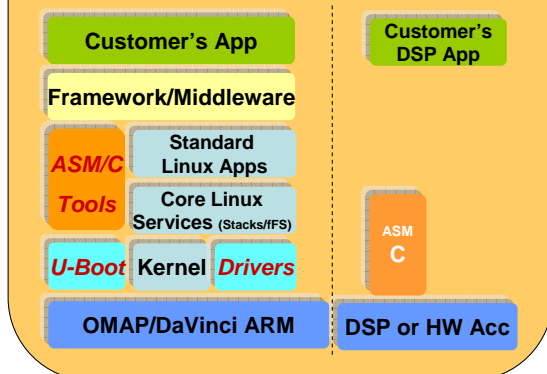 Customer's App
Customer's
DSP App
Framework/Middleware
ASM/C
Tools
Standard
Linux Apps
Core Linux
Services (Stacks/fFS)
ASM
C
U-Boot
Kernel
Drivers
OMAP/DaVinci ARM
DSP or HW Acc